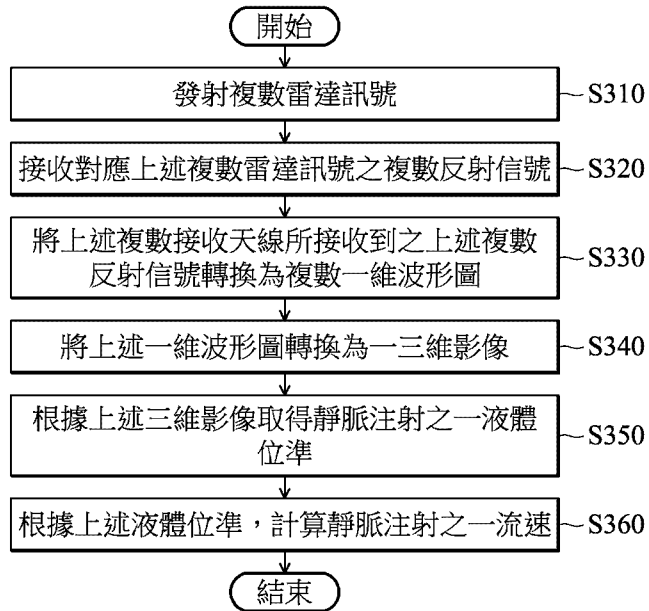 開始
發射複數雷達訊號
S310
接收對應上述複數雷達訊號之複數反射信號
S320
將上述複數接收天線所接收到之上述複數
反射信號轉換為複數一維波形圖
S330
將上述一維波形圖轉換為一三維影像
S340
根據上述三維影像取得靜脈注射之一液體
位準
S350
根據上述液體位準，計算靜脈注射之一流速
S360
結束